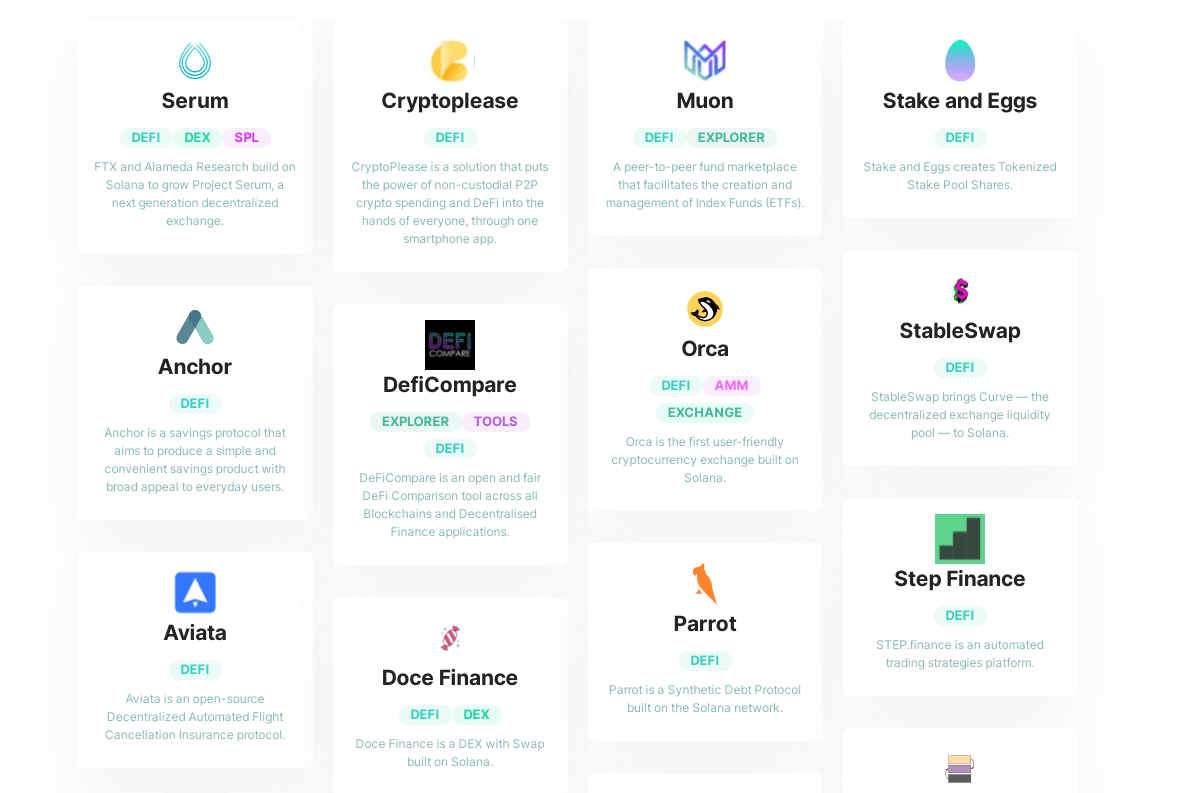 Serum
DEFI DEX SPL
FTX and Alameda Research build on
Solana to grow Project Serum, a
next generation decentralized
exchange.
Anchor
DEFI
Anchor is a savings protocol that
aims to produce a simple and
convenient savings product with
broad appeal to everyday users.
Aviata
DEFI
Aviata is an open-source
Decentralized Automated Flight
Cancellation Insurance protocol.
Cryptoplease
DEFI
CryptoPlease is a solution that puts
the power of non-custodial P2P
crypto spending and DeFi into the
hands of everyone, through one
smartphone app.
DEFI
COMPARE
DefiCompare
EXPLORER TOOLS
DEFI
DeFiCompare is an open and fair
DeFi Comparison tool across all
Blockchains and Decentralised
Finance applications.
Doce Finance
DEFI DEX
Doce Finance is a DEX with Swap
built on Solana.
Muon
DEFI EXPLORER
A peer-to-peer fund marketplace
that facilitates the creation and
management of Index Funds (ETFs).
Orca
DEFI AMM
EXCHANGE
Orca is the first user-friendly
cryptocurrency exchange built on
Solana.
Parrot
DEFI
Parrot is a Synthetic Debt Protocol
built on the Solana network.
Stake and Eggs
DEFI
Stake and Eggs creates Tokenized
Stake Pool Shares.
$
StableSwap
DEFI
StableSwap brings Curve — the
decentralized exchange liquidity
pool — to Solana.
Step Finance
DEFI
STEP.finance is an automated
trading strategies platform.